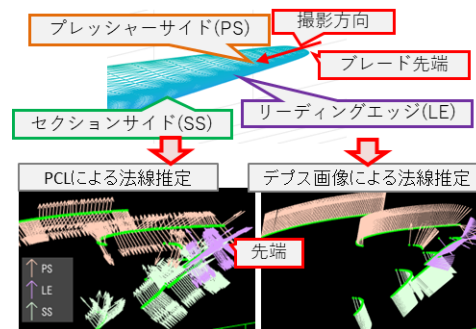 プレッシャーサイド(PS)
撮影方向
ブレード先端
リーディングエッジ(LE)
セクションサイド(SS)
PCLによる法線推定
デプス画像による法線推定
先端
PS
LE
SS